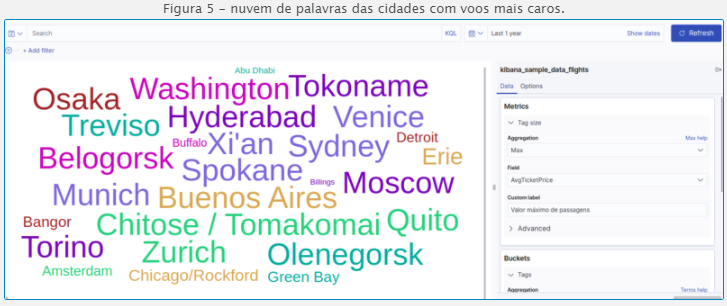 Figura 5 – nuvem de palavras das cidades com voos mais caros.
Search KQL Last 1 year Show dates Refresh
+ Add filter
kibana_sample_data_flights
Data Options
Metrics
Tag size
Aggregation Max help
Max
Field
AvgTicketPrice
Custom label
Valor máximo de passagens
Advanced
Buckets
Tags
Aggregation Terms help
Abu Dhabi
Washington Tokoname
Osaka
Hyderabad Venice
Treviso
Detroit
Buffalo Xi'an Sydney
Erie
Belogorsk
Spokane
Billings Moscow
Munich Buenos Aires
Bangor Chitose / Tomakomai Quito
Torino Zurich Olenegorsk
Amsterdam Chicago/Rockford Green Bay